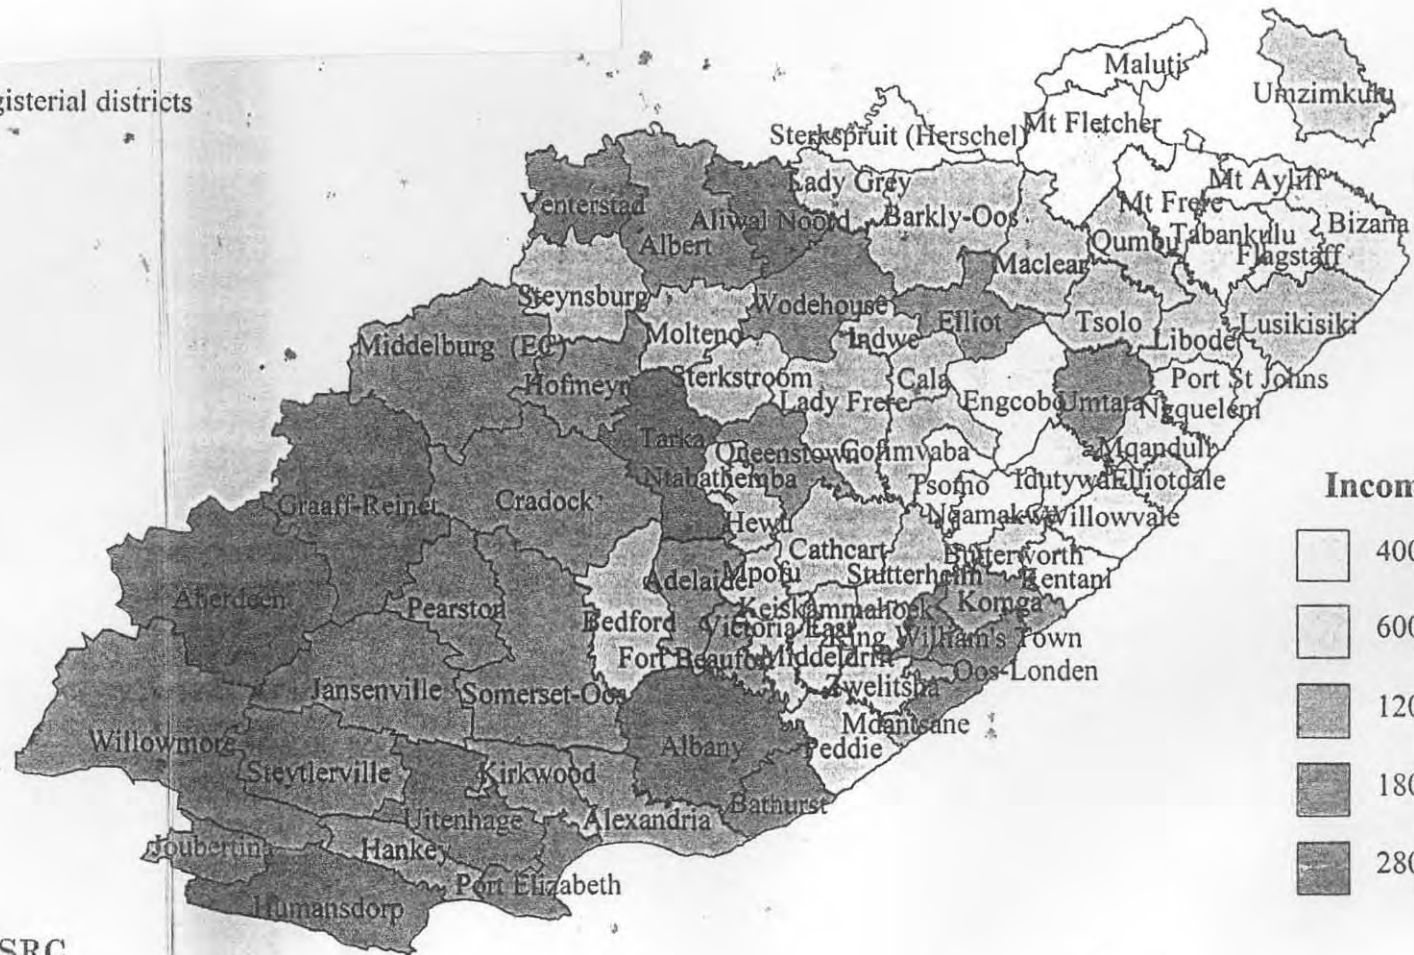 gisterial districts
Maluti
Umzimkulu
Sterkspruit (Herschel)
Mt Fletcher
Lady Grey
Mt Ayliff
Venterstad
Aliwal Noord
Barkly-Oos
Mt Frere
Bizana
Albert
Qumbu
Tabankulu
Flagstaff
Maclear
Steynsburg
Wodehouse
Molteno
Indwe
Elliot
Tsolo
Libode
Lusikisiki
Middelburg (EC)
Hofmeyr
Sterkstroom
Lady Frere
Cala
Engcobo
Umtata
Port St Johns
Ngqueleni
Tarka
Queenstown
Cofimvaba
Mqanduli
Ntabathemba
Graaff-Reinet
Cradock
Tsomo
Idutywa
Elliotdale
Hewu
Nqamakwe
Willowvale
Incom
400
Cathcart
Butterworth
Kentani
Aberdeen
Pearston
Adelaide
Mpofu
Stutterheim
Bedford
Keiskammahoek
Komga
600
Victoria East
King William's Town
Fort Beaufort
Middeldrift
Oos-Londen
Jansenville
Somerset-Oos
Zwelitsha
Mdantsane
120
Willowmore
Albany
Peddie
Steytlerville
Kirkwood
Bathurst
180
Uitenhage
Alexandria
Joubertina
Hankey
280
Port Elizabeth
Humansdorp
SRC